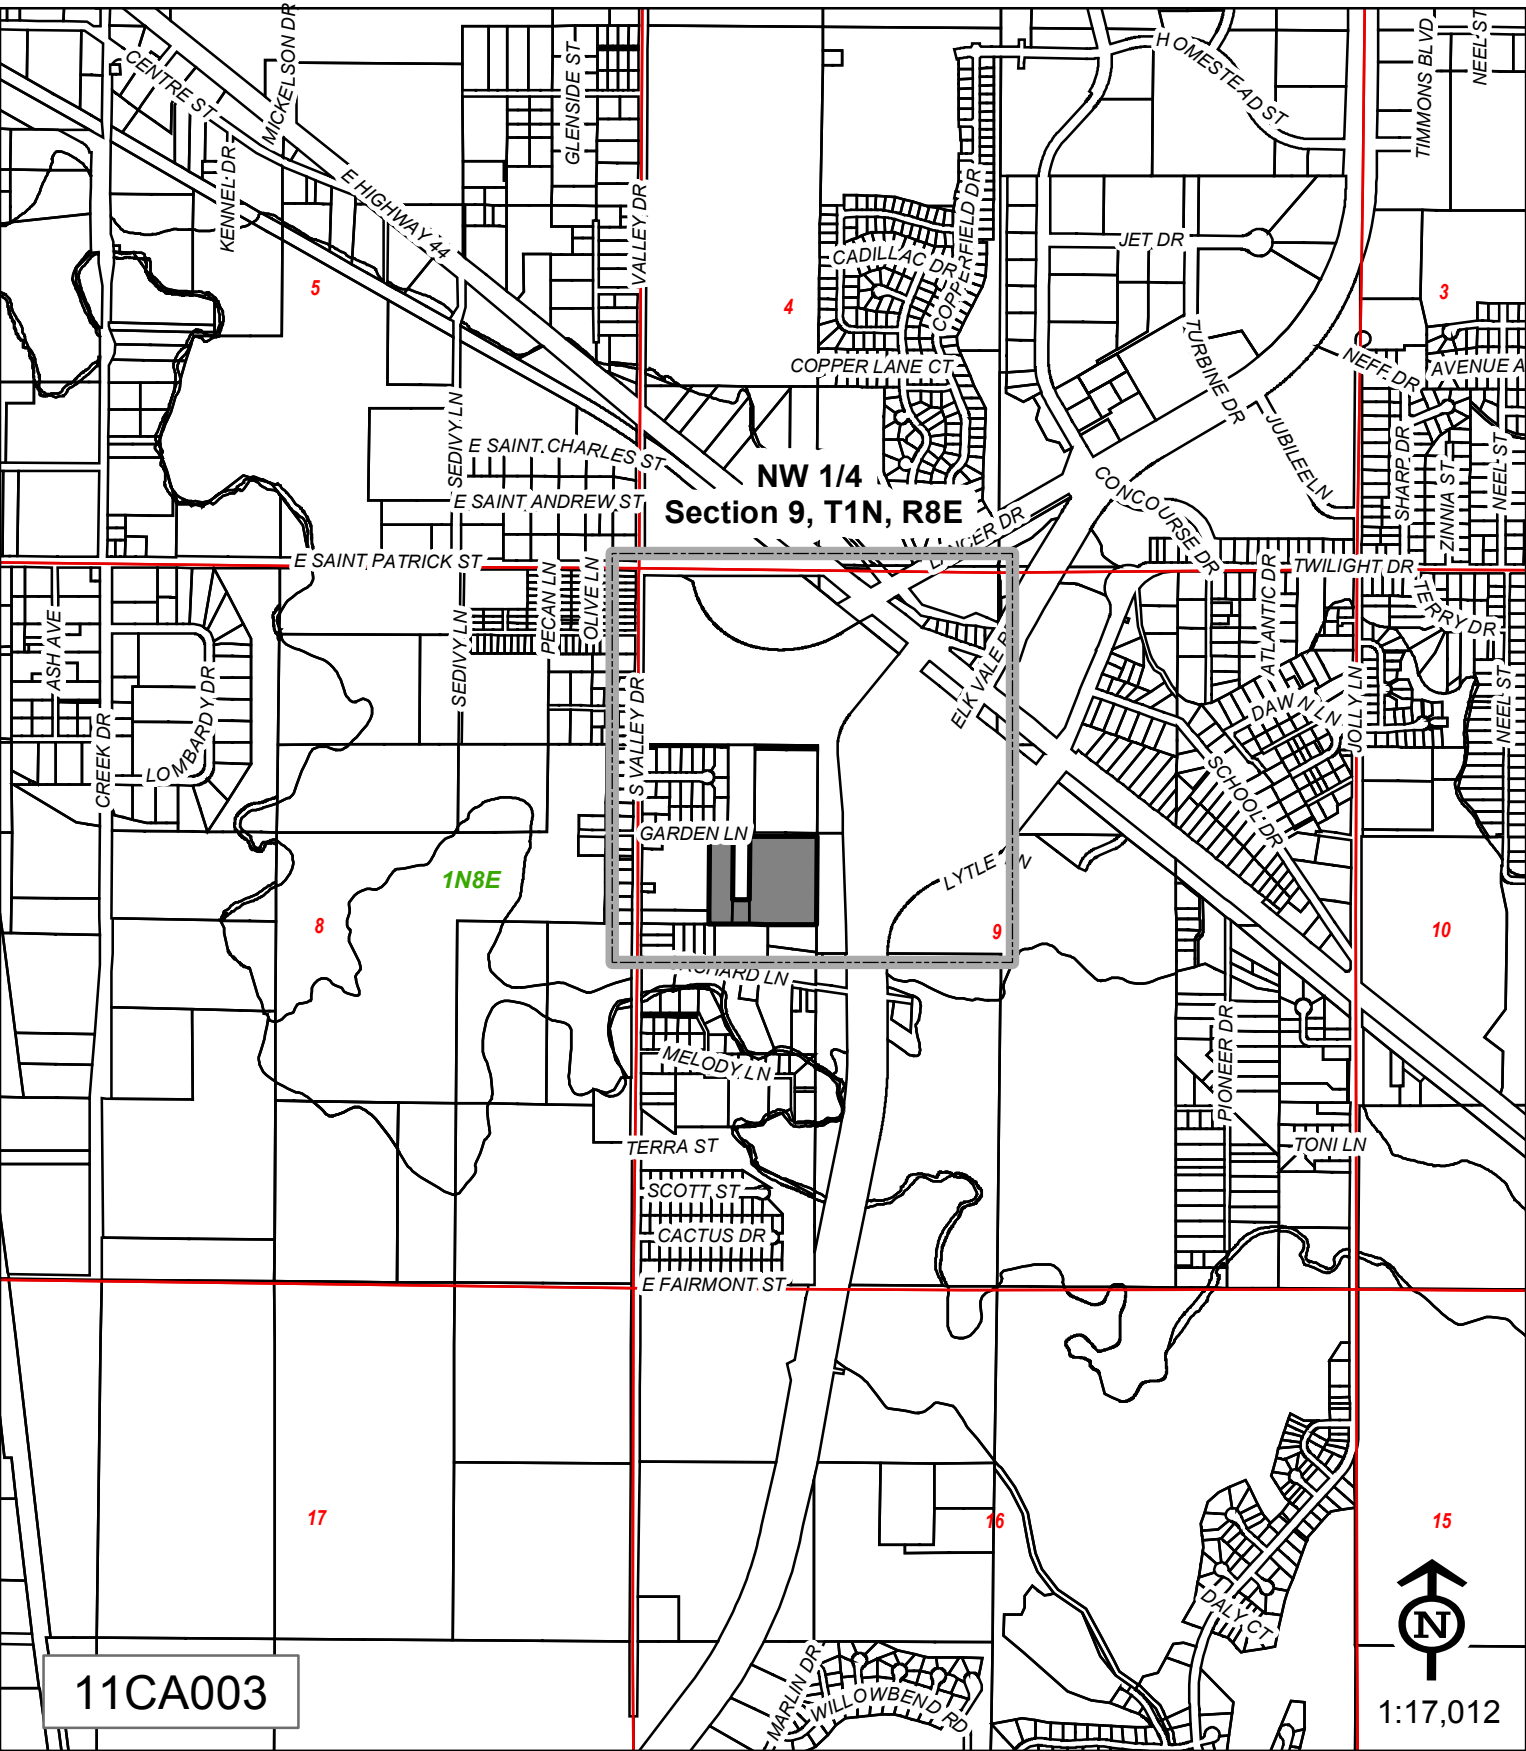 MICKELSON DR
CENTRE ST
GLENSIDE ST
HOMESTEAD ST
TIMMONS BLVD
NEEL ST
KENNEL DR
E HIGHWAY 44
VALLEY DR
COPPERFIELD DR
CADILLAC DR
JET DR
5
4
3
TURBINE DR
COPPER LANE CT
NEFF DR
AVENUE A
SEDIVY LN
E SAINT CHARLES ST
JUBILEE LN
SHARP DR
ZINNIA ST
NEEL ST
NW 1/4
Section 9, T1N, R8E
E SAINT ANDREW ST
CONCOURSE DR
E SAINT PATRICK ST
TWILIGHT DR
ASH AVE
SEDIVY LN
PECAN LN
OLIVE LN
ATLANTIC DR
TERRY DR
LOMBARDY DR
CREEK DR
S VALLEY DR
DAWN LN
JOLLY LN
NEEL ST
SCHOOL DR
GARDEN LN
LYTLE LN
1N8E
8
9
10
MELODY LN
PIONEER DR
TERRA ST
TONI LN
SCOTT ST
CACTUS DR
E FAIRMONT ST
17
16
15
DALY CT
N
MARLIN DR
WILLOWBEND RD
11CA003
1:17,012